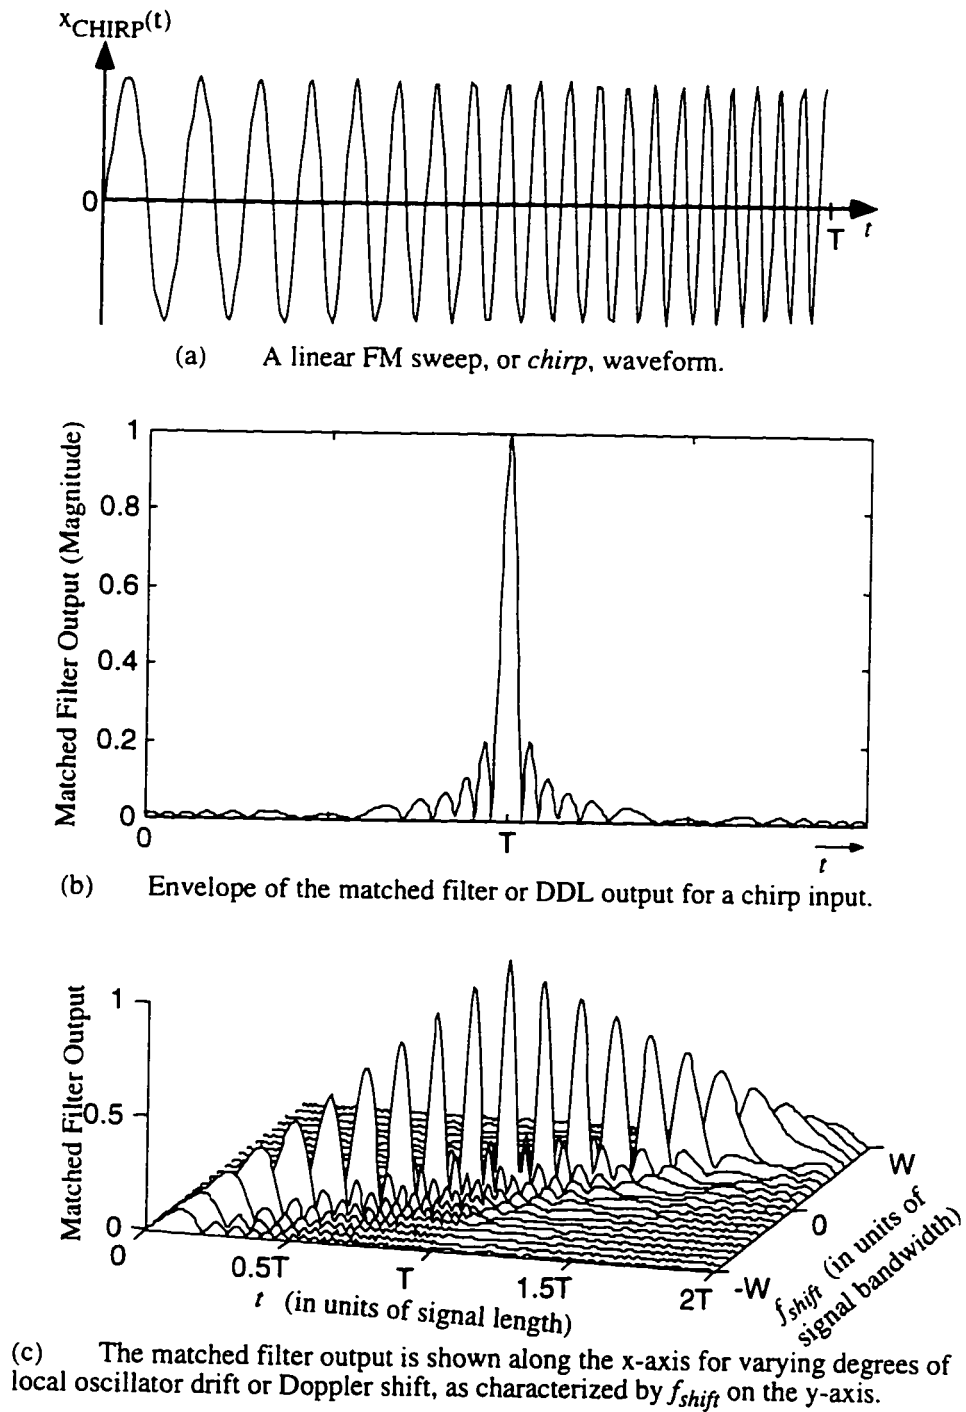 xCHIRP(t)
0
T t
(a) A linear FM sweep, or chirp, waveform.
Matched Filter Output (Magnitude)
1
0.8
0.6
0.4
0.2
0
0 T t
(b) Envelope of the matched filter or DDL output for a chirp input.
Matched Filter Output
1
0.5
0
0 0.5T T 1.5T 2T
t (in units of signal length)
-W 0 W
fshift (in units of
signal bandwidth)
(c) The matched filter output is shown along the x-axis for varying degrees of
local oscillator drift or Doppler shift, as characterized by fshift on the y-axis.